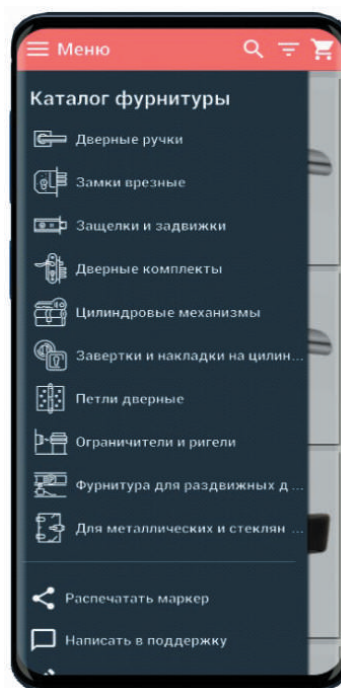 Меню
Каталог фурнитуры
Дверные ручки
Замки врезные
Защелки и задвижки
Дверные комплекты
Цилиндровые механизмы
Завертки и накладки на цилин...
Петли дверные
Ограничители и ригели
Фурнитура для раздвижных д ...
Для металлических и стеклян ...
Распечатать маркер
Написать в поддержку